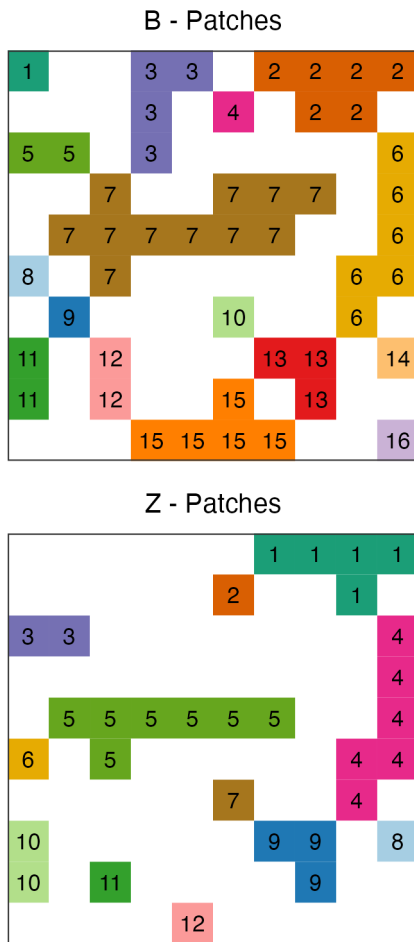 B - Patches
1 3 3 2 2 2 2
3 4 2 2
5 5 3 6
7 7 7 7 6
7 7 7 7 7 7 6
8 7 6 6
9 10 6
11 12 13 13 14
11 12 15 13
15 15 15 15 16
Z - Patches
1 1 1 1
2 1
3 3 4
4
5 5 5 5 5 5 4
6 5 4 4
7 4
10 9 9 8
10 11 9
12